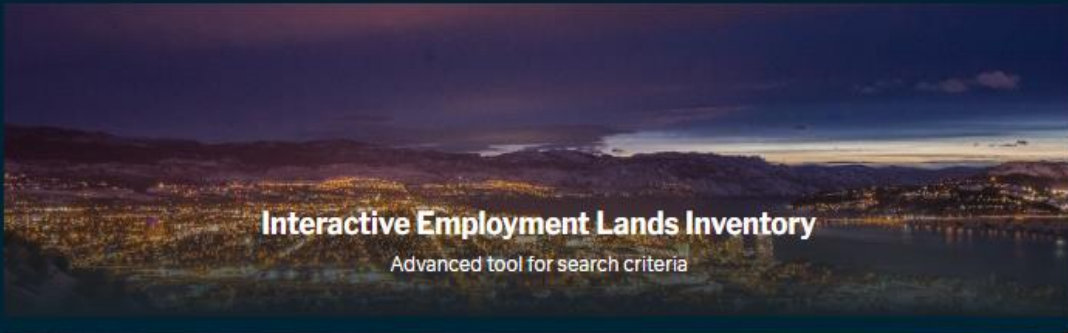 Interactive Employment Lands Inventory
Advanced tool for search criteria